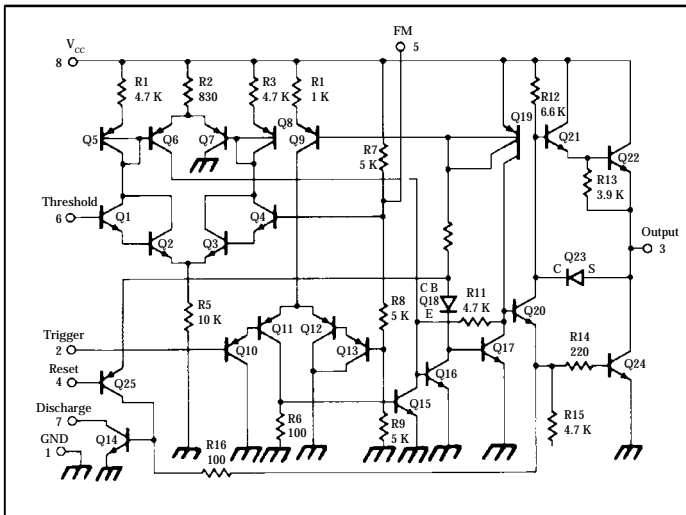 FM
5
V_CC
8
R1
4.7 K
R2
830
R3
4.7 K
R1
1 K
R12
6.6 K
Q5
Q6
Q7
Q8
Q9
R7
5 K
Q19
Q21
Q22
R13
3.9 K
Threshold
6
Q1
Q2
Q3
Q4
Output
3
Q23
C S
C B
Q18
E
R5
10 K
R8
5 K
R11
4.7 K
Q20
Trigger
2
Q11
Q12
Q10
Q13
Q17
R14
220
Reset
4
Q25
Q16
Q24
Discharge
7
Q15
R6
100
R9
5 K
R15
4.7 K
GND
1
Q14
R16
100